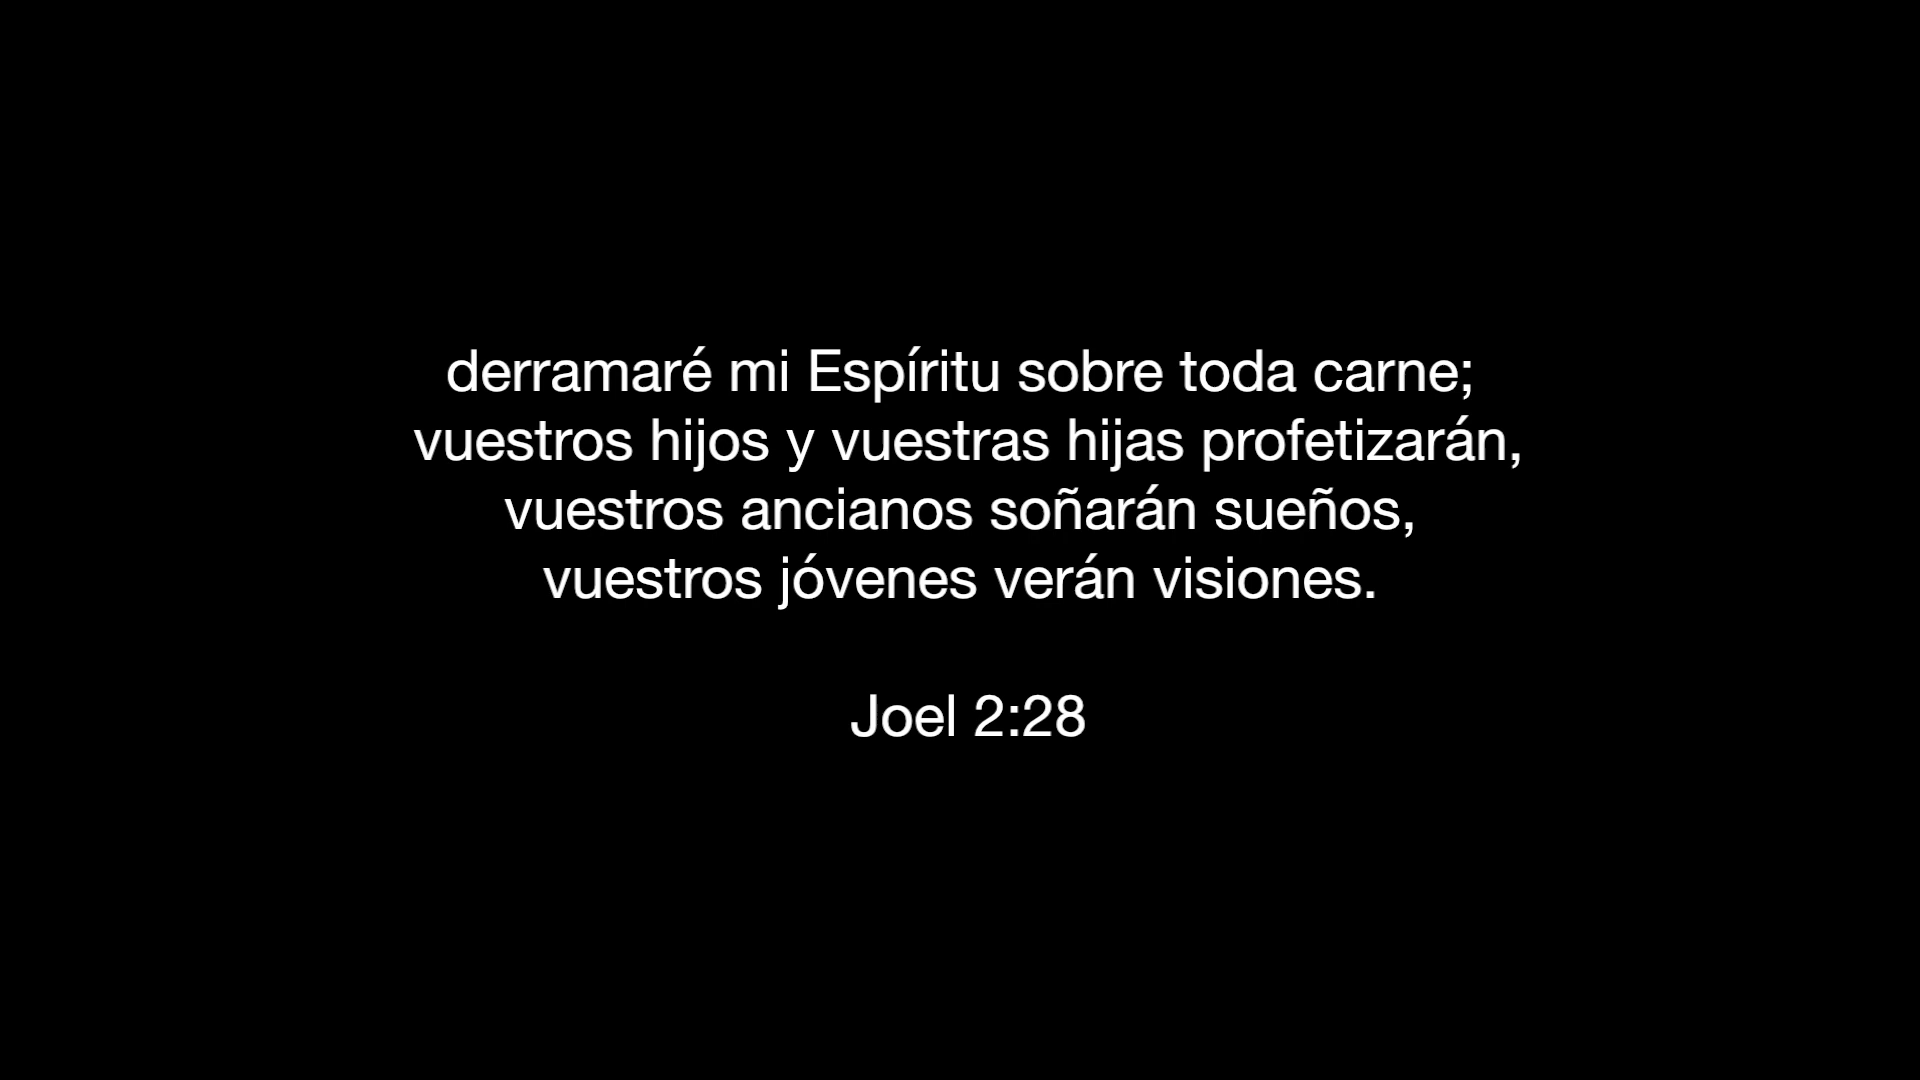 derramaré mi Espíritu sobre toda carne;
vuestros hijos y vuestras hijas profetizarán,
vuestros ancianos soñarán sueños,
vuestros jóvenes verán visiones.
Joel 2:28